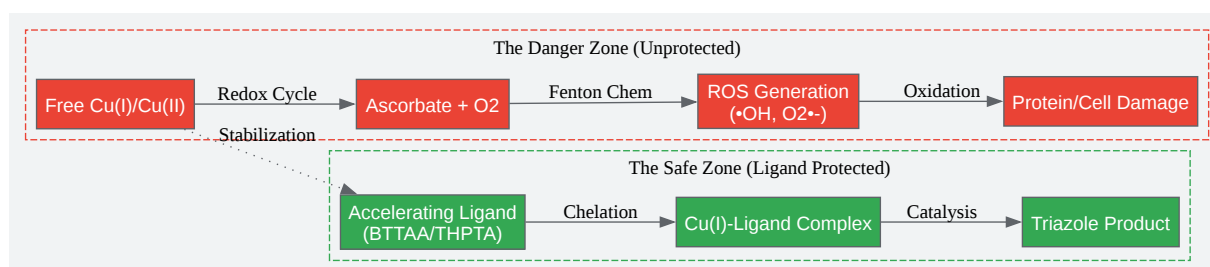 The Danger Zone (Unprotected)
Free Cu(I)/Cu(II)
Redox Cycle
Ascorbate + O2
Fenton Chem
ROS Generation
(•OH, O2•-)
Oxidation
Protein/Cell Damage
Stabilization
The Safe Zone (Ligand Protected)
Accelerating Ligand
(BTTAA/THPTA)
Chelation
Cu(I)-Ligand Complex
Catalysis
Triazole Product